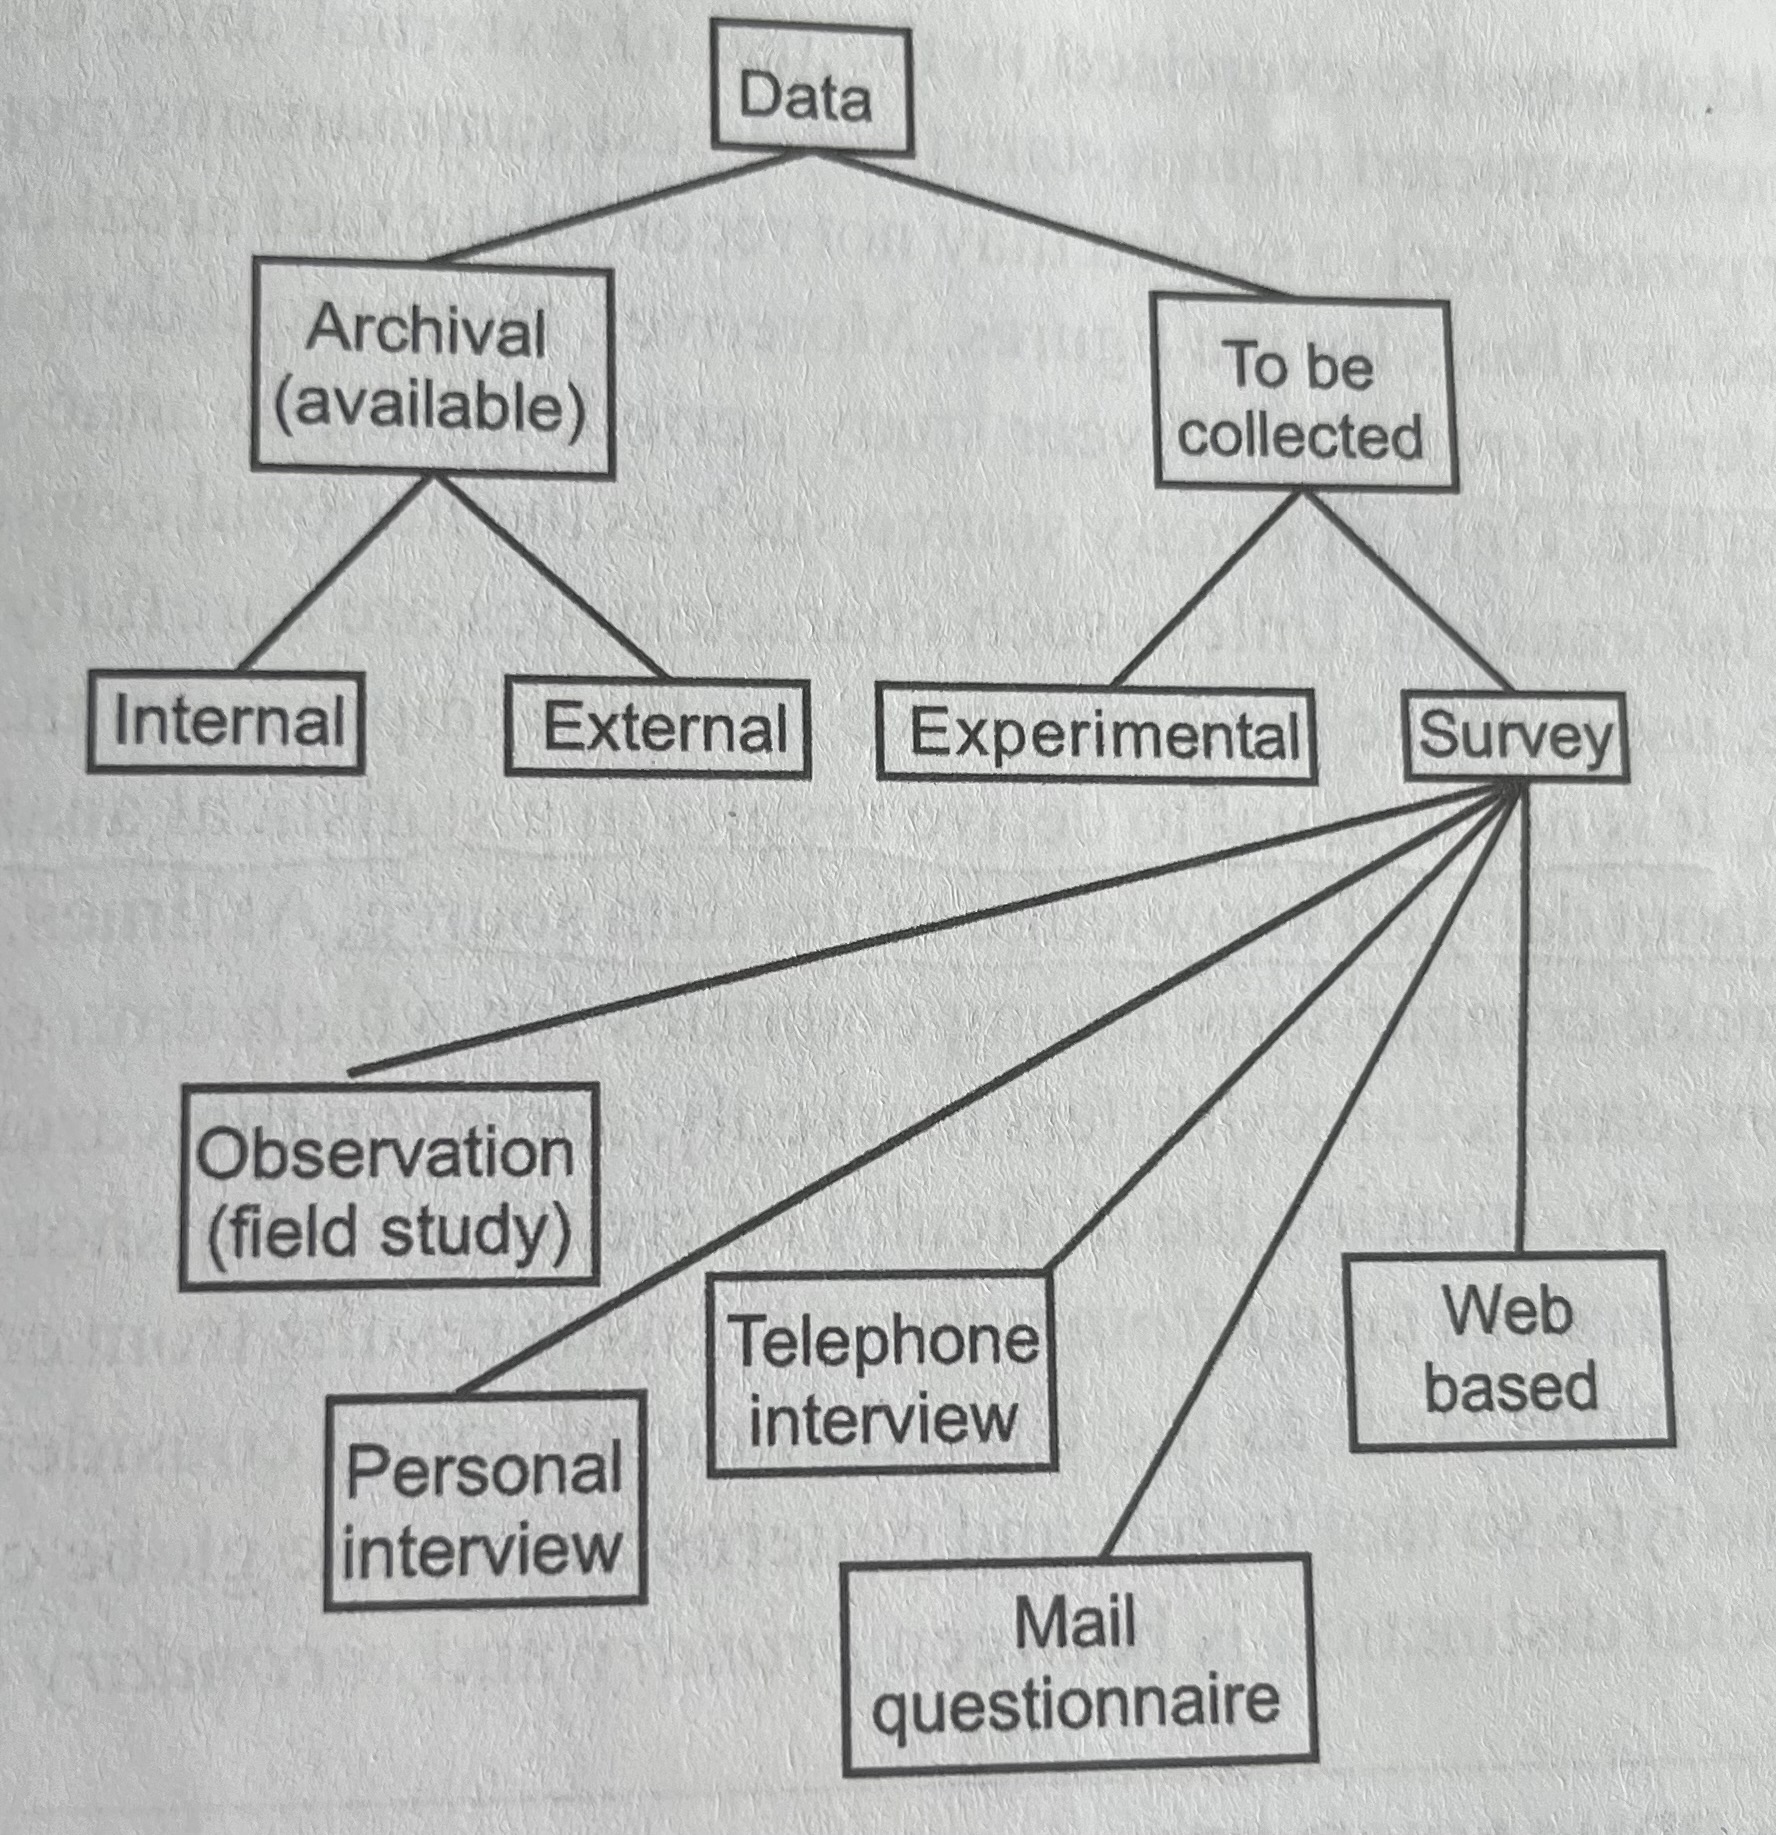 Data
Archival
(available)
To be
collected
Internal
External
Experimental
Survey
Observation
(field study)
Personal
interview
Telephone
interview
Mail
questionnaire
Web
based